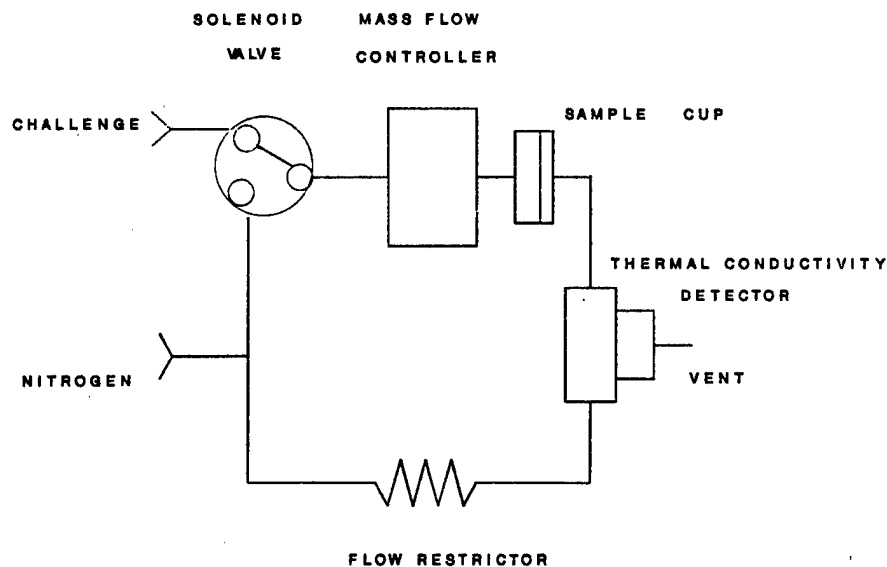 SOLENOID
VALVE
MASS FLOW
CONTROLLER
CHALLENGE
SAMPLE CUP
THERMAL CONDUCTIVITY
DETECTOR
NITROGEN
VENT
FLOW RESTRICTOR